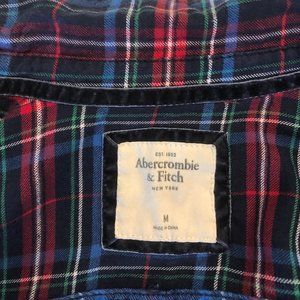 EST. 1892
Abercrombie
& Fitch
NEW YORK
M
MADE IN CHINA